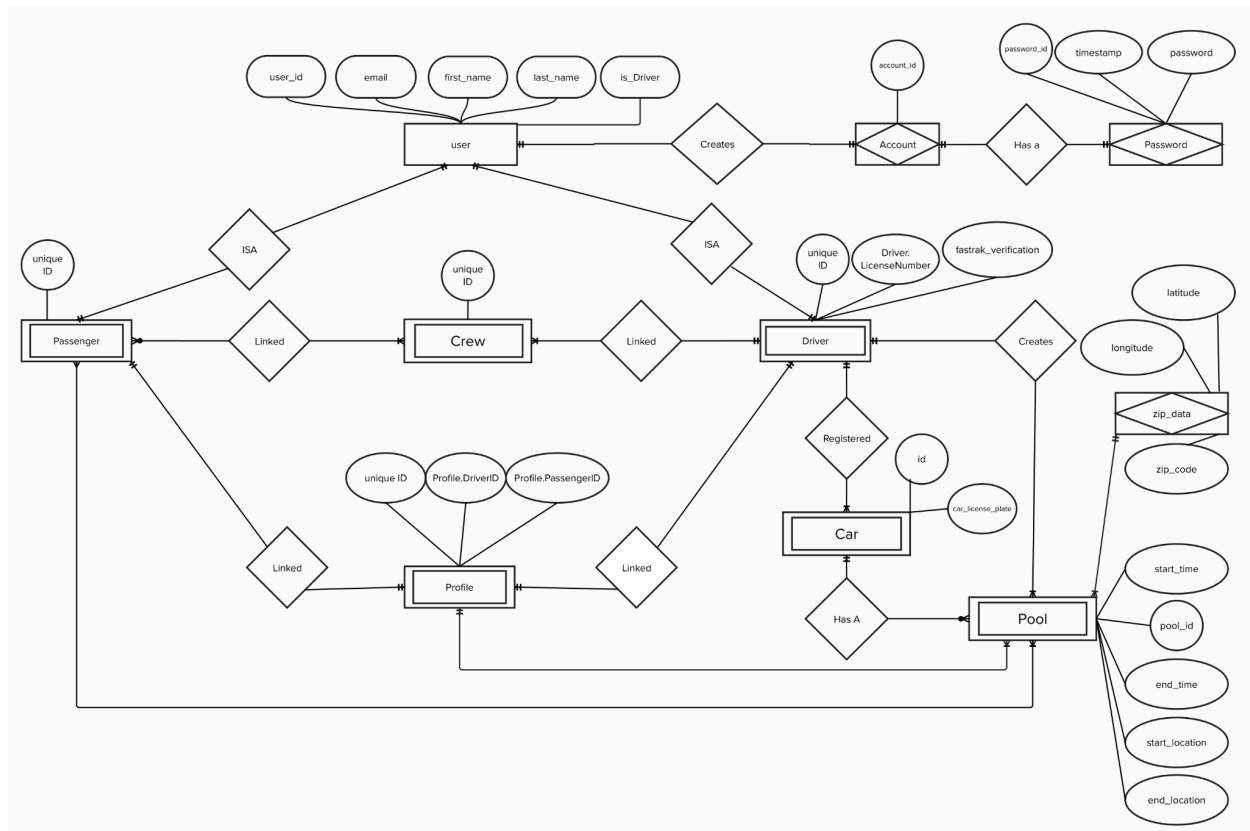 password_id
timestamp
password
account_id
user_id
email
first_name
last_name
is_Driver
user
Creates
Account
Has a
Password
ISA
ISA
unique
ID
unique
ID
unique
ID
Driver.
LicenseNumber
fastrak_verification
latitude
longitude
Passenger
Linked
Crew
Linked
Driver
Creates
zip_data
zip_code
Registered
id
car_license_plate
unique ID
Profile.DriverID
Profile.PassengerID
Car
Linked
Profile
Linked
Has A
Pool
start_time
pool_id
end_time
start_location
end_location